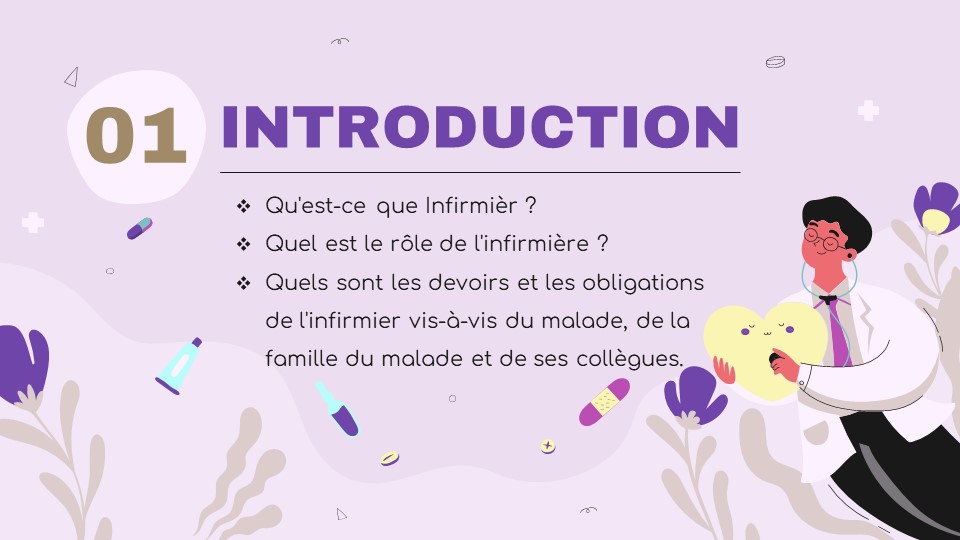 01 INTRODUCTION
❖ Qu'est-ce que Infirmièr ?
❖ Quel est le rôle de l'infirmière ?
❖ Quels sont les devoirs et les obligations
de l'infirmier vis-à-vis du malade, de la
famille du malade et de ses collègues.